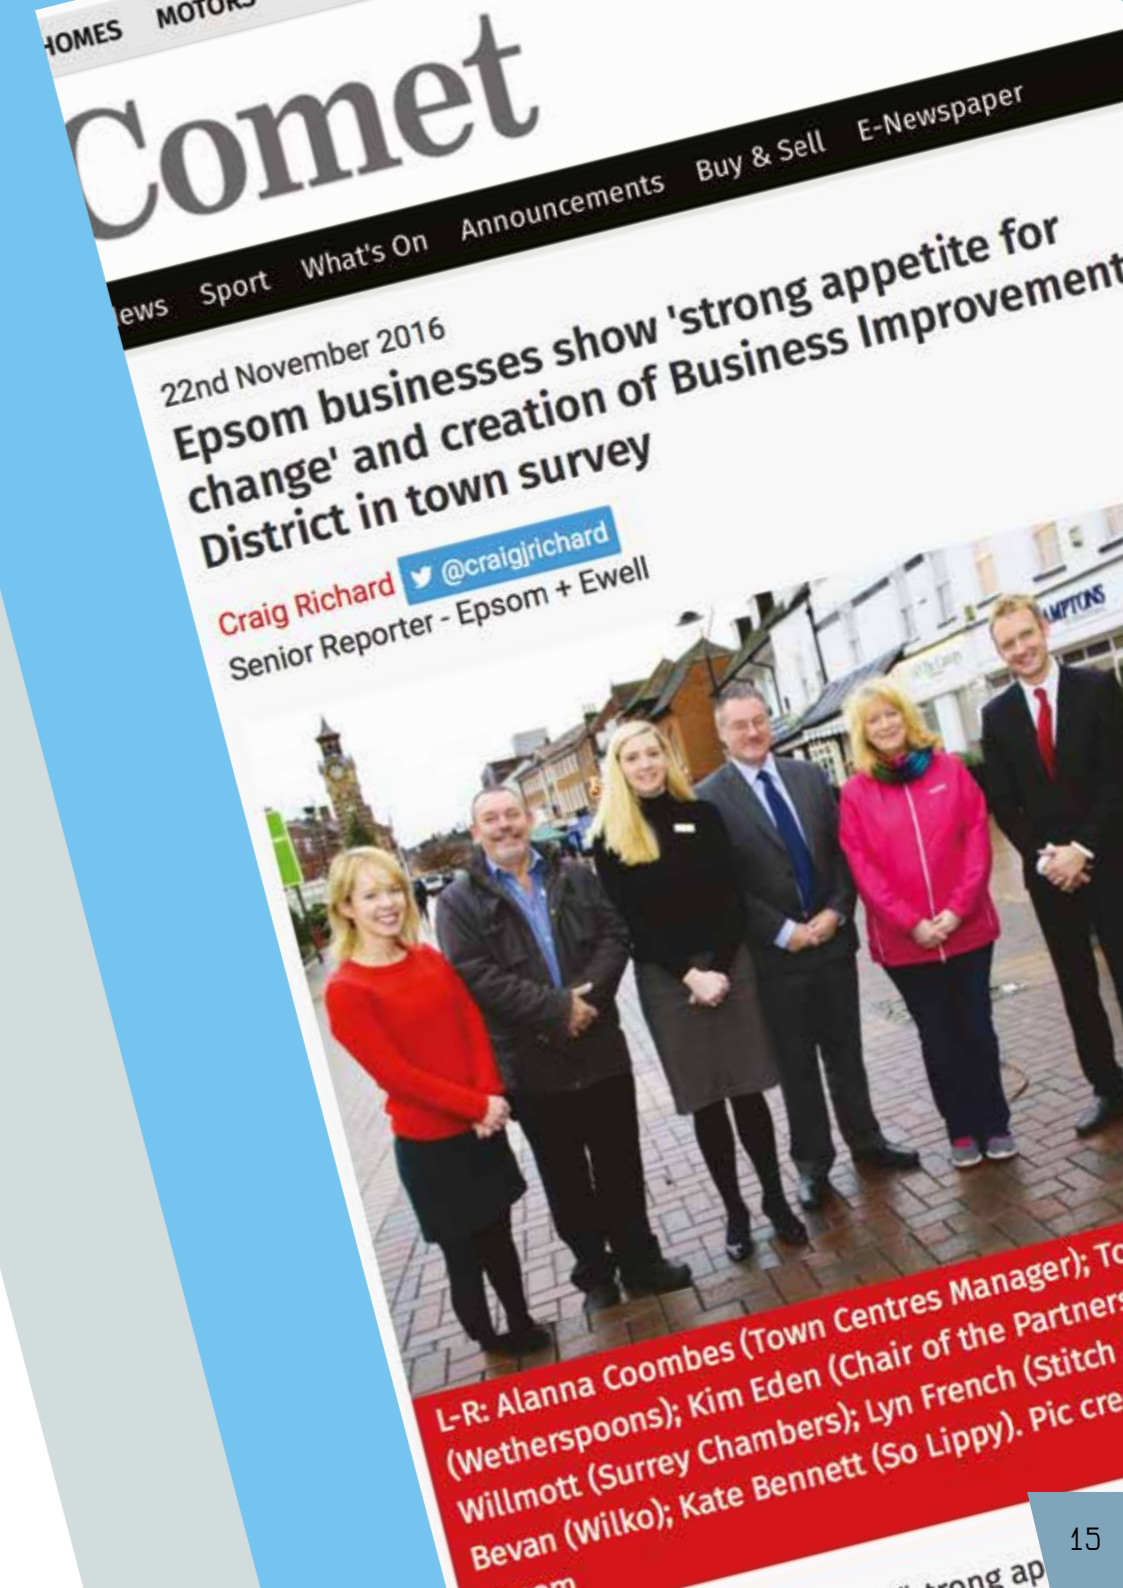 HOMES MOTORS
Comet
News Sport What's On Announcements Buy & Sell E-Newspaper
22nd November 2016
Epsom businesses show 'strong appetite for
change' and creation of Business Improvement
District in town survey
Craig Richard @craigjrichard
Senior Reporter - Epsom + Ewell
L-R: Alanna Coombes (Town Centres Manager); To
(Wetherspoons); Kim Eden (Chair of the Partners
Willmott (Surrey Chambers); Lyn French (Stitch
Bevan (Wilko); Kate Bennett (So Lippy). Pic cre
strong ap
15